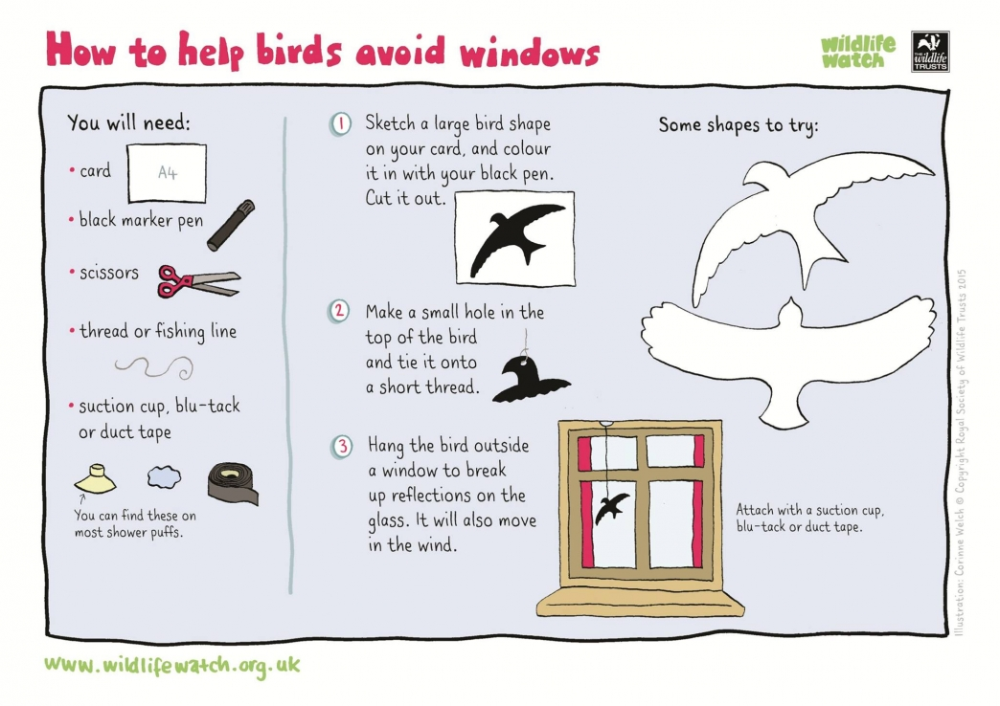 How to help birds avoid windows
wildlife
watch
THE
wildlife
TRUSTS
You will need:
• card
A4
• black marker pen
• scissors
• thread or fishing line
• suction cup, blu-tack
or duct tape
You can find these on
most shower puffs.
1
Sketch a large bird shape
on your card, and colour
it in with your black pen.
Cut it out.
2
Make a small hole in the
top of the bird
and tie it onto
a short thread.
3
Hang the bird outside
a window to break
up reflections on the
glass. It will also move
in the wind.
Some shapes to try:
Attach with a suction cup,
blu-tack or duct tape.
Illustration: Corinne Welch © Copyright Royal Society of Wildlife Trusts 2015
www.wildlifewatch.org.uk